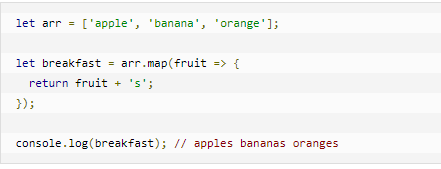 let arr = ['apple', 'banana', 'orange'];
let breakfast = arr.map(fruit => {
  return fruit + 's';
});
console.log(breakfast); // apples bananas oranges